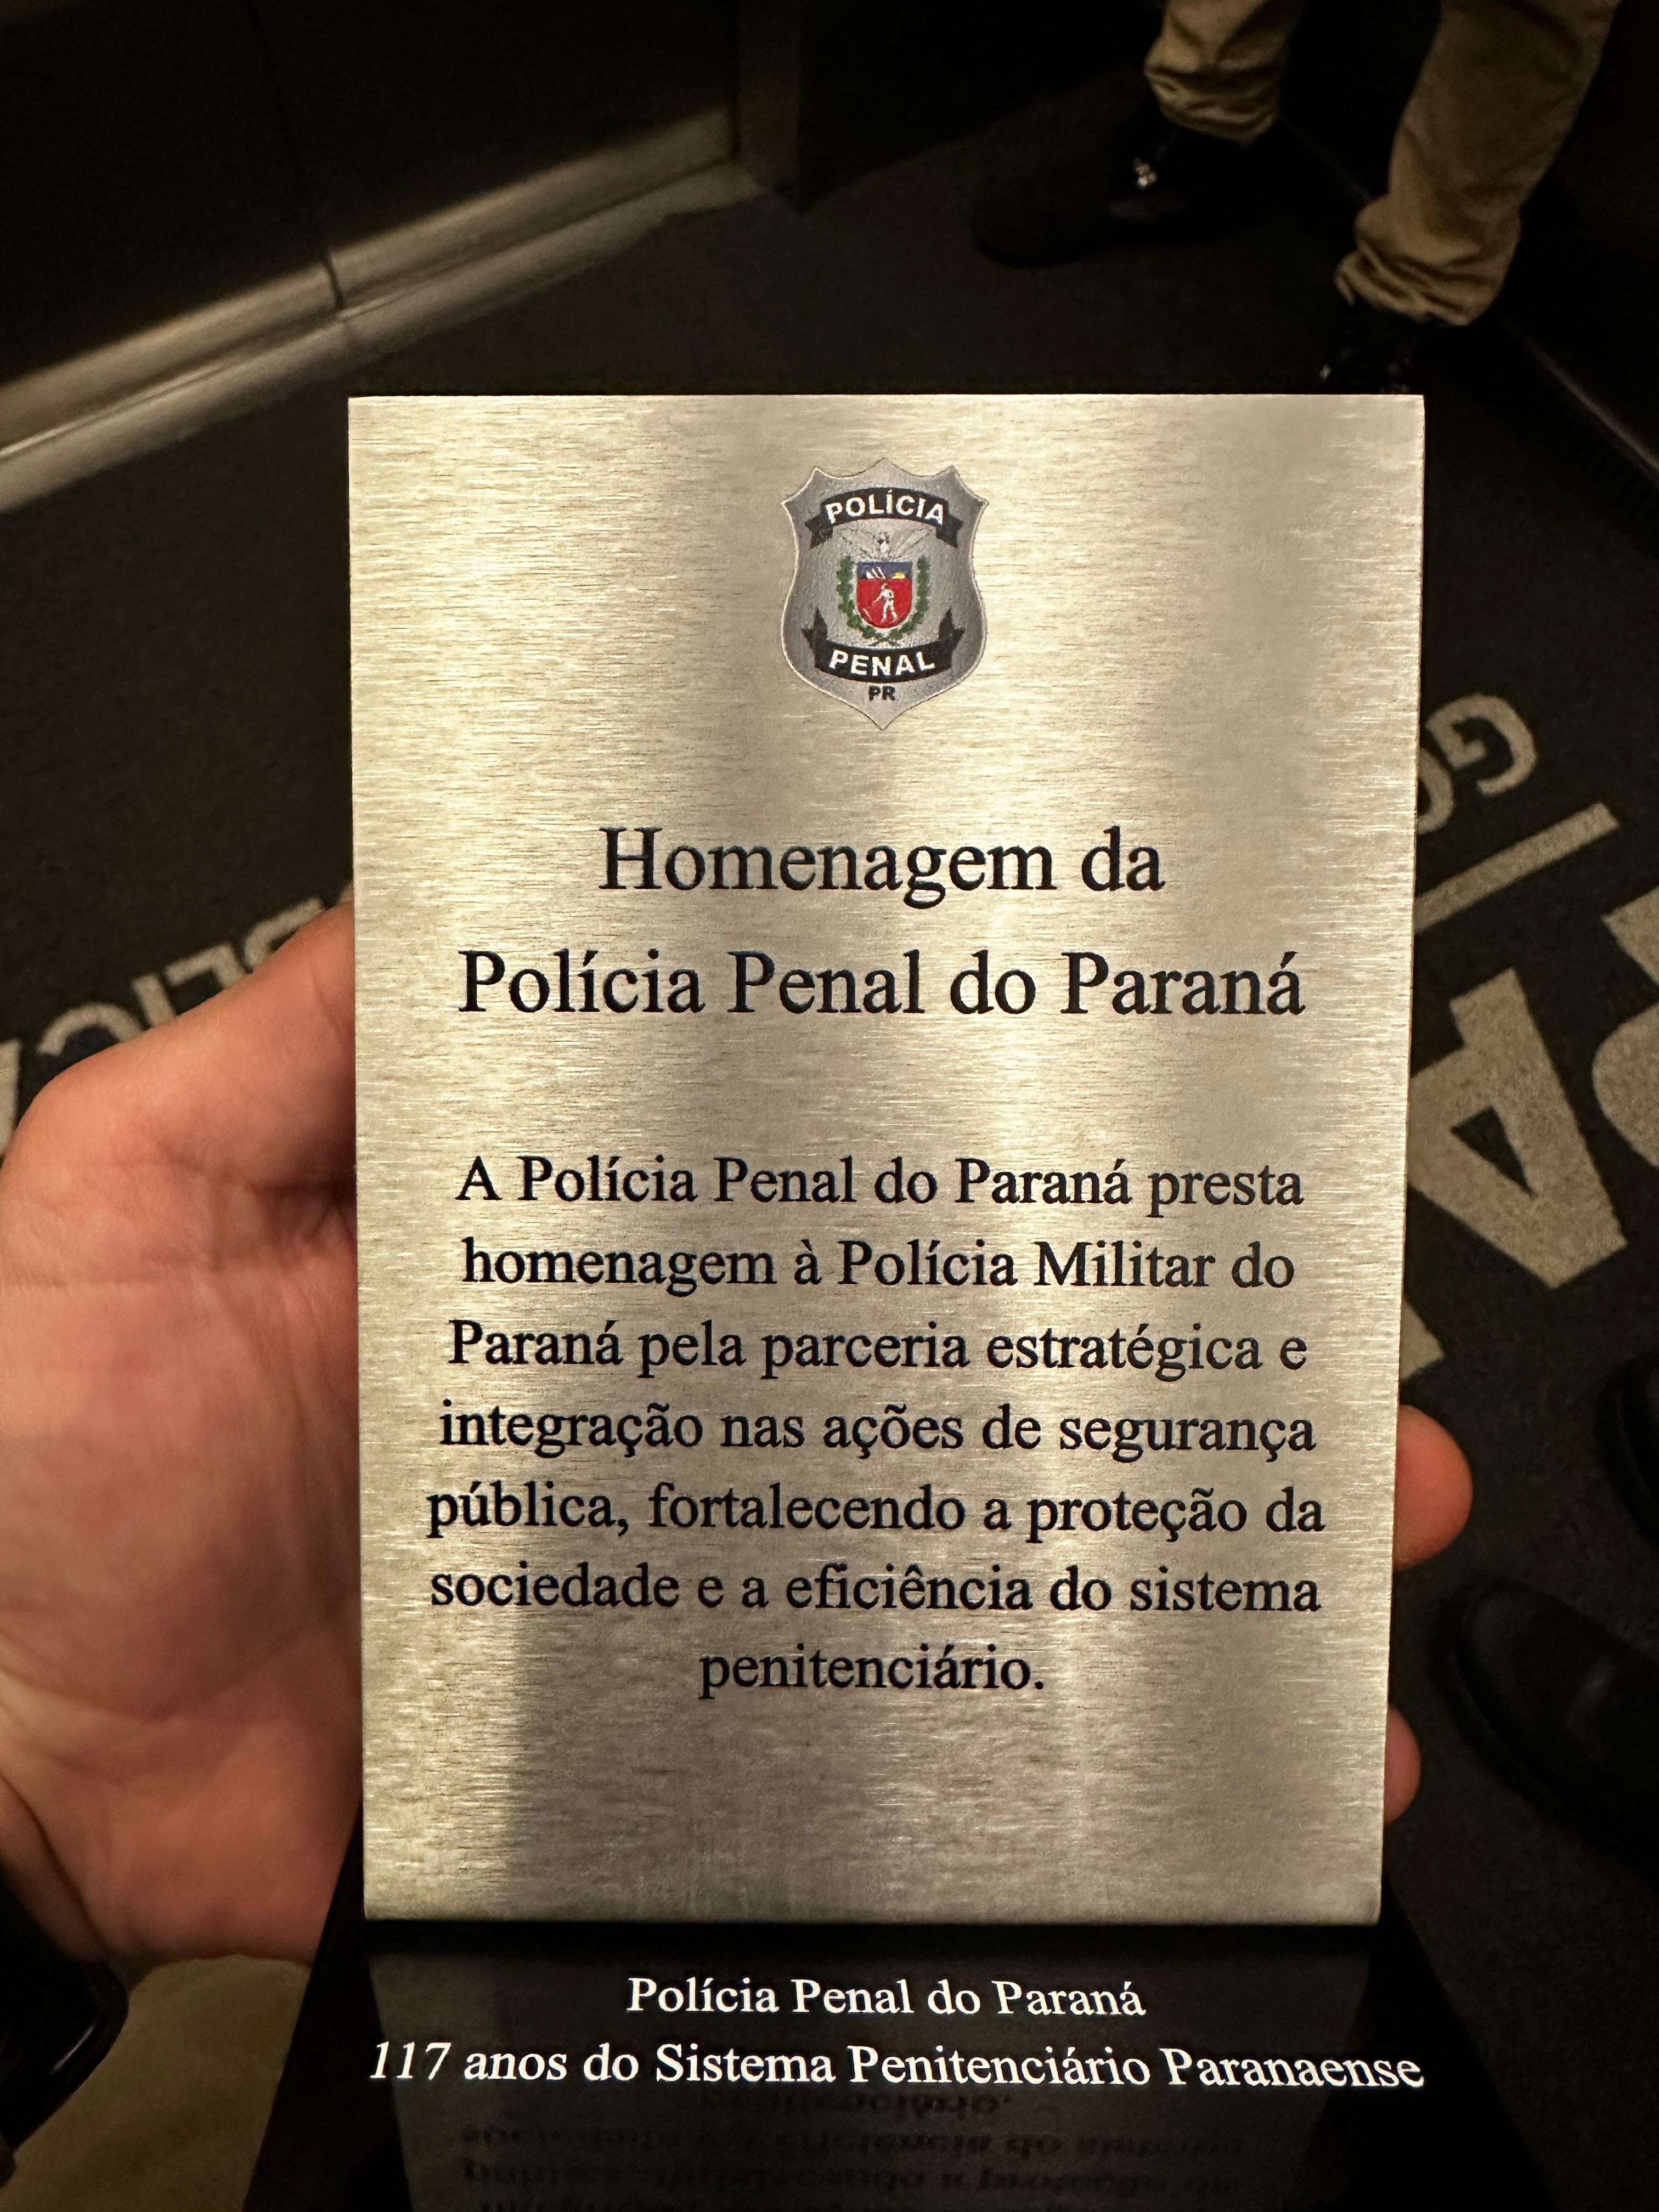 POLÍCIA
PENAL
PR
Homenagem da
Polícia Penal do Paraná
A Polícia Penal do Paraná presta
homenagem à Polícia Militar do
Paraná pela parceria estratégica e
integração nas ações de segurança
pública, fortalecendo a proteção da
sociedade e a eficiência do sistema
penitenciário.
Polícia Penal do Paraná
117 anos do Sistema Penitenciário Paranaense